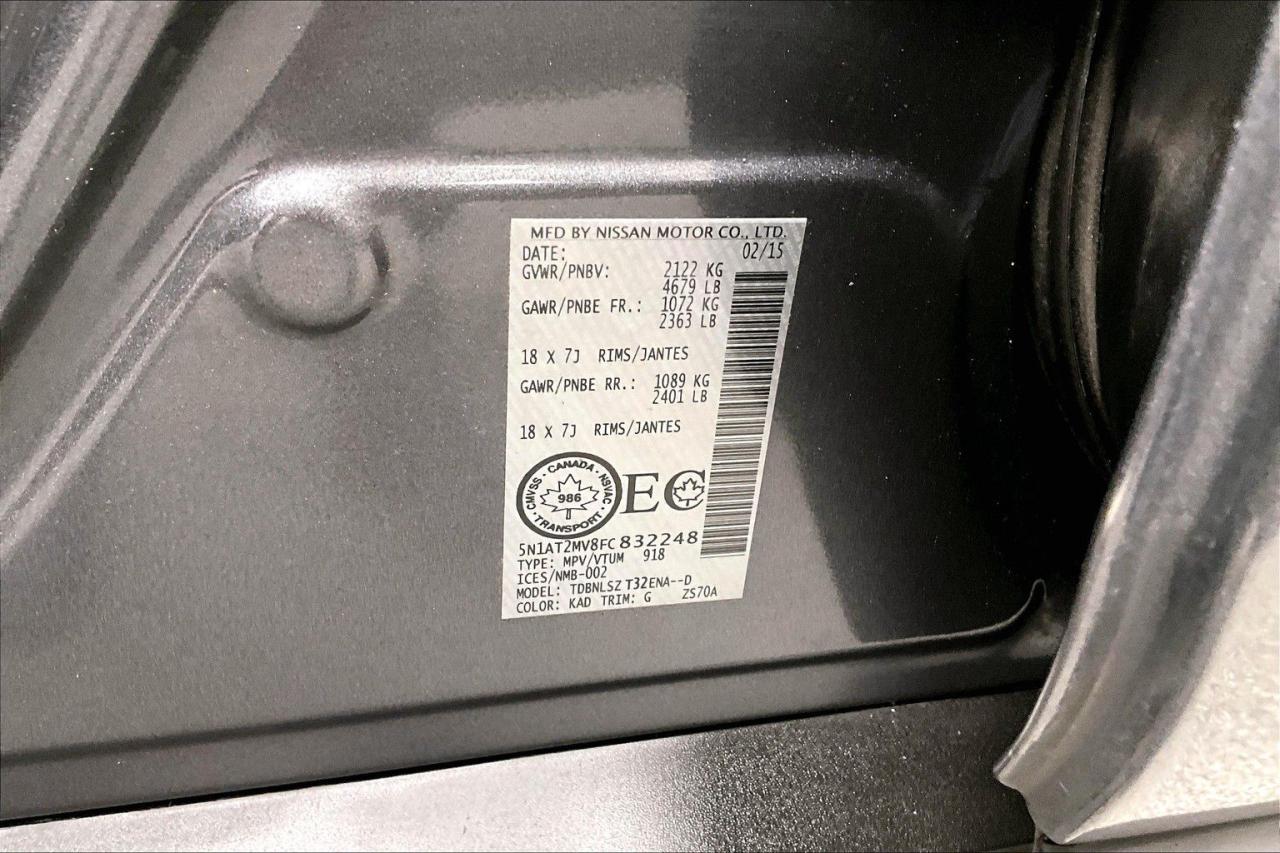 MFD BY NISSAN MOTOR CO., LTD.
DATE: 02/15
GVWR/PNBV: 2122 KG
4679 LB
GAWR/PNBE FR.: 1072 KG
2363 LB
18 X 7J RIMS/JANTES
GAWR/PNBE RR.: 1089 KG
2401 LB
18 X 7J RIMS/JANTES
CMVSS · CANADA · NSVAC · TRANSPORT ·
986
EC
5N1AT2MV8FC832248
TYPE: MPV/VTUM 918
ICES/NMB-002
MODEL: TDBNLSZ T32ENA--D
COLOR: KAD TRIM: G ZS70A